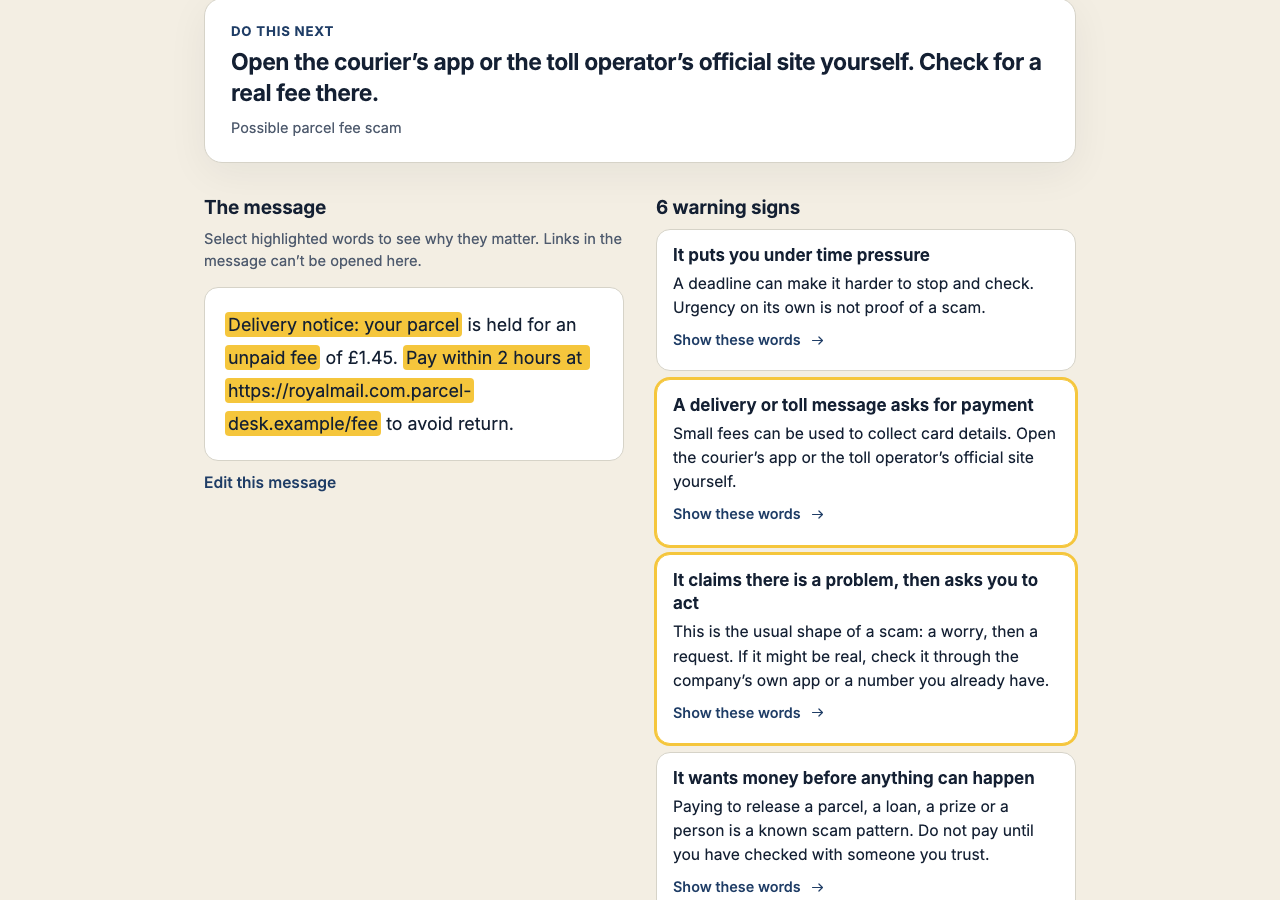 DO THIS NEXT
Open the courier’s app or the toll operator’s official site yourself. Check for a
real fee there.
Possible parcel fee scam
The message
Select highlighted words to see why they matter. Links in the
message can’t be opened here.
Delivery notice: your parcel is held for an
unpaid fee of £1.45. Pay within 2 hours at
https://royalmail.com.parcel-
desk.example/fee to avoid return.
Edit this message
6 warning signs
It puts you under time pressure
A deadline can make it harder to stop and check.
Urgency on its own is not proof of a scam.
Show these words →
A delivery or toll message asks for payment
Small fees can be used to collect card details. Open
the courier’s app or the toll operator’s official site
yourself.
Show these words →
It claims there is a problem, then asks you to
act
This is the usual shape of a scam: a worry, then a
request. If it might be real, check it through the
company’s own app or a number you already have.
Show these words →
It wants money before anything can happen
Paying to release a parcel, a loan, a prize or a
person is a known scam pattern. Do not pay until
you have checked with someone you trust.
Show these words →